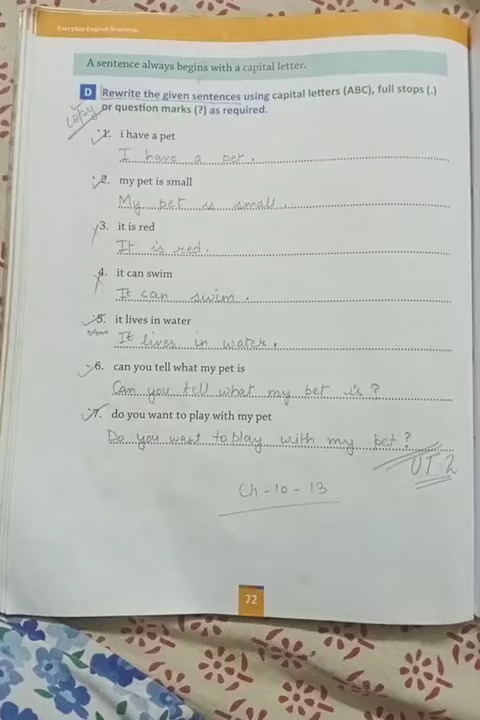 Everyday English Grammar
A sentence always begins with a capital letter.
D Rewrite the given sentences using capital letters (ABC), full stops (.)
Copy or question marks (?) as required.
1. i have a pet
I have a pet.
2. my pet is small
My pet is small.
3. it is red
It is red.
4. it can swim
It can swim.
5. it lives in water
It lives in water.
6. can you tell what my pet is
Can you tell what my pet is?
7. do you want to play with my pet
Do you want to play with my pet?
UT 2
Ch - 10 - 13
72